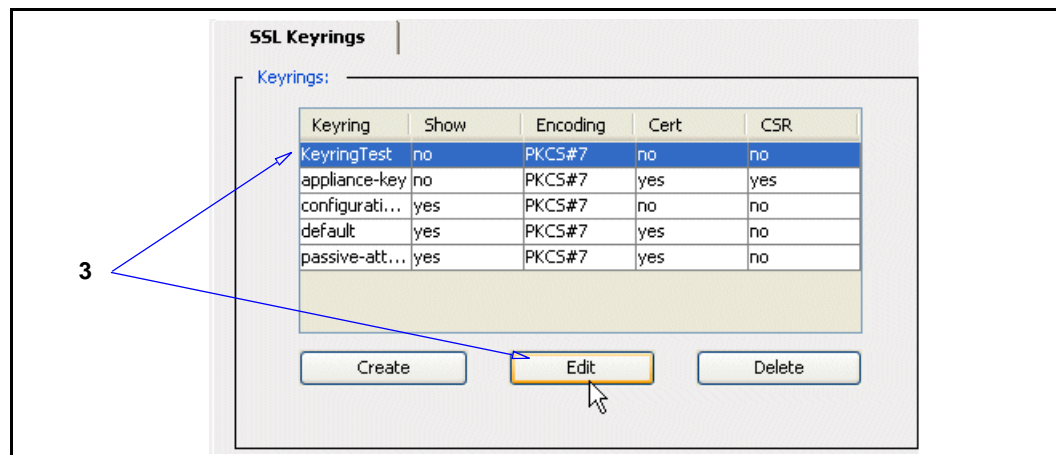 SSL Keyrings
Keyrings:
Keyring Show Encoding Cert CSR
KeyringTest no PKCS#7 no no
appliance-key no PKCS#7 yes yes
configurati... yes PKCS#7 no no
default yes PKCS#7 yes no
passive-att... yes PKCS#7 yes no
3
Create Edit Delete